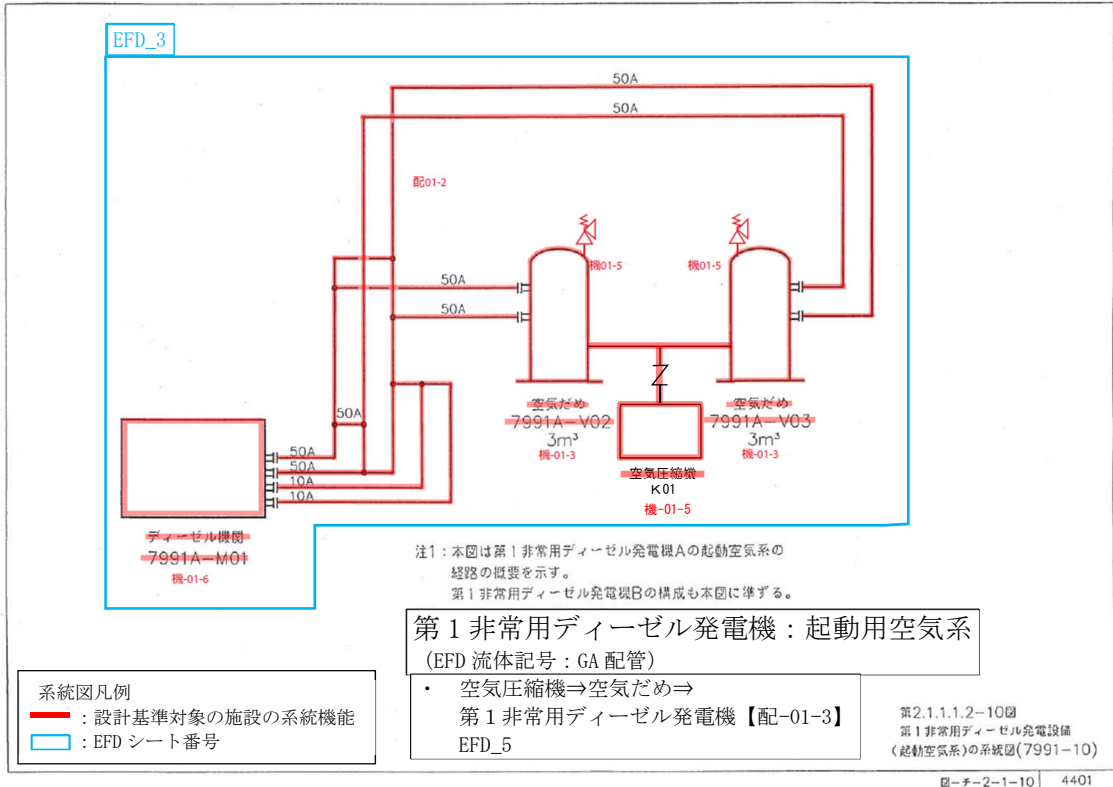 EFD_3
50A
50A
配01-2
機01-5
機01-5
50A
50A
空気だめ
7991A-V02
3m³
機-01-3
空気だめ
7991A-V03
3m³
機-01-3
空気圧縮機
K01
機-01-5
50A
50A
50A
10A
10A
ディーゼル機関
7991A-M01
機-01-6
注1：本図は第1非常用ディーゼル発電機Aの起動空気系の
経路の概要を示す。
第1非常用ディーゼル発電機Bの構成も本図に準ずる。
第1非常用ディーゼル発電機：起動用空気系
(EFD 流体記号：GA 配管)
・ 空気圧縮機⇒空気だめ⇒
第1非常用ディーゼル発電機【配-01-3】
EFD_5
系統図凡例
：設計基準対象の施設の系統機能
：EFD シート番号
第2.1.1.1.2-10図
第1非常用ディーゼル発電設備
(起動空気系)の系統図(7991-10)
図-チ-2-1-10 4401